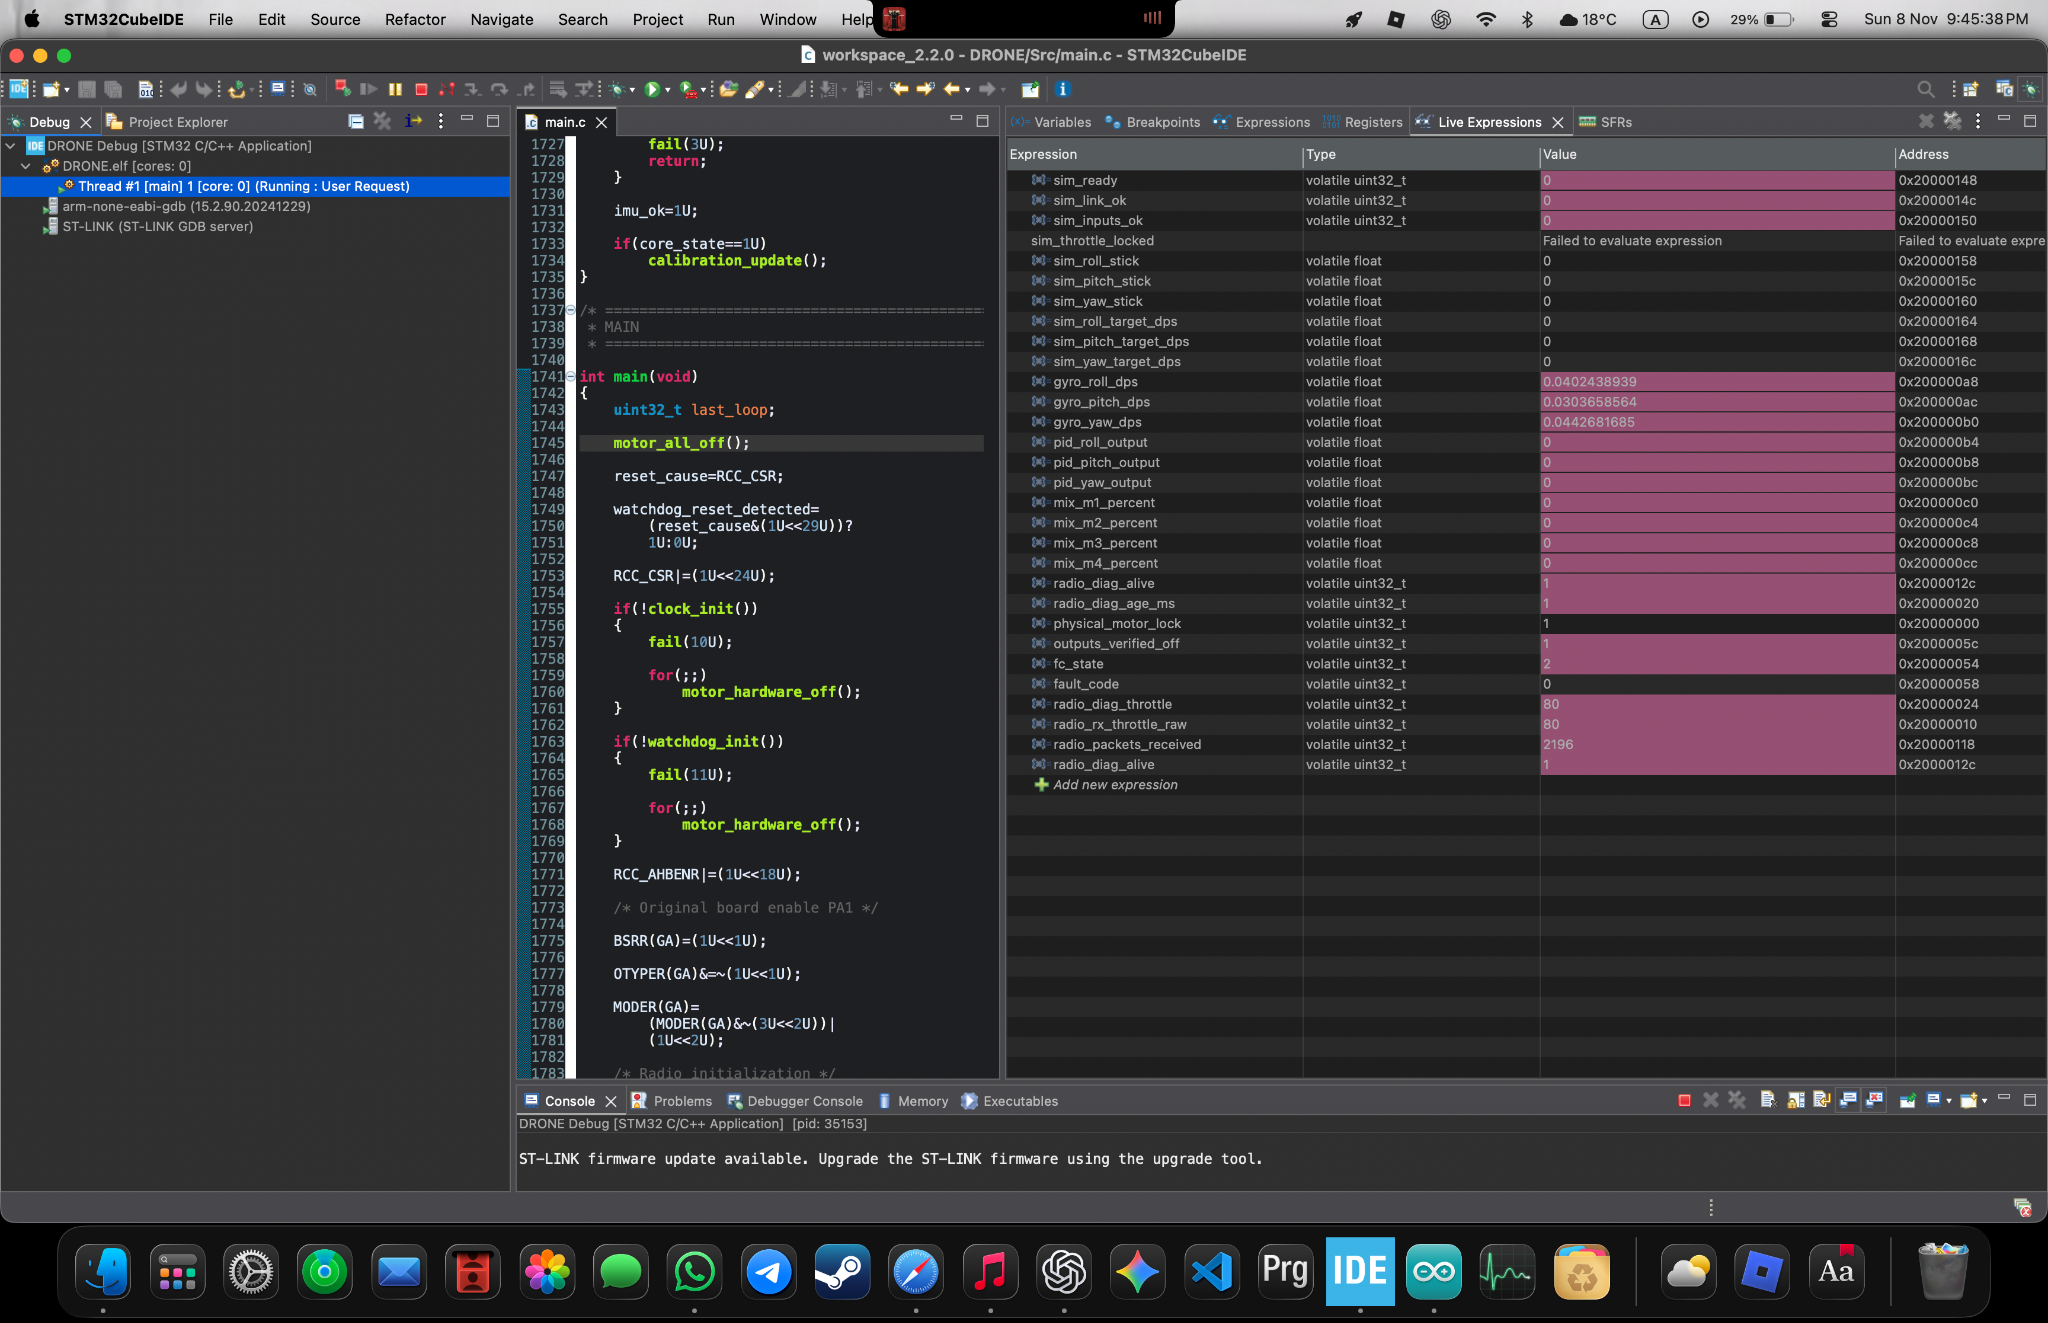 STM32CubeIDE File Edit Source Refactor Navigate Search Project Run Window Help 18°C A 29% Sun 8 Nov 9:45:38 PM
workspace_2.2.0 - DRONE/Src/main.c - STM32CubeIDE
Debug Project Explorer
IDE DRONE Debug [STM32 C/C++ Application]
DRONE.elf [cores: 0]
Thread #1 [main] 1 [core: 0] (Running : User Request)
arm-none-eabi-gdb (15.2.90.20241229)
ST-LINK (ST-LINK GDB server)
main.c
1727 fail(3U);
1728 return;
1729 }
1730
1731 imu_ok=1U;
1732
1733 if(core_state==1U)
1734 calibration_update();
1735 }
1736
1737 /* =============================================
1738 * MAIN
1739 * =============================================
1740
1741 int main(void)
1742 {
1743 uint32_t last_loop;
1744
1745 motor_all_off();
1746
1747 reset_cause=RCC_CSR;
1748
1749 watchdog_reset_detected=
1750 (reset_cause&(1U<<29U))?
1751 1U:0U;
1752
1753 RCC_CSR|=(1U<<24U);
1754
1755 if(!clock_init())
1756 {
1757 fail(10U);
1758
1759 for(;;)
1760 motor_hardware_off();
1761 }
1762
1763 if(!watchdog_init())
1764 {
1765 fail(11U);
1766
1767 for(;;)
1768 motor_hardware_off();
1769 }
1770
1771 RCC_AHBENR|=(1U<<18U);
1772
1773 /* Original board enable PA1 */
1774
1775 BSRR(GA)=(1U<<1U);
1776
1777 OTYPER(GA)&=~(1U<<1U);
1778
1779 MODER(GA)=
1780 (MODER(GA)&~(3U<<2U))|
1781 (1U<<2U);
1782
1783 /* Radio initialization */
Variables Breakpoints Expressions Registers Live Expressions SFRs
Expression Type Value Address
sim_ready volatile uint32_t 0 0x20000148
sim_link_ok volatile uint32_t 0 0x2000014c
sim_inputs_ok volatile uint32_t 0 0x20000150
sim_throttle_locked Failed to evaluate expression Failed to evaluate expre
sim_roll_stick volatile float 0 0x20000158
sim_pitch_stick volatile float 0 0x2000015c
sim_yaw_stick volatile float 0 0x20000160
sim_roll_target_dps volatile float 0 0x20000164
sim_pitch_target_dps volatile float 0 0x20000168
sim_yaw_target_dps volatile float 0 0x2000016c
gyro_roll_dps volatile float 0.0402438939 0x200000a8
gyro_pitch_dps volatile float 0.0303658564 0x200000ac
gyro_yaw_dps volatile float 0.0442681685 0x200000b0
pid_roll_output volatile float 0 0x200000b4
pid_pitch_output volatile float 0 0x200000b8
pid_yaw_output volatile float 0 0x200000bc
mix_m1_percent volatile float 0 0x200000c0
mix_m2_percent volatile float 0 0x200000c4
mix_m3_percent volatile float 0 0x200000c8
mix_m4_percent volatile float 0 0x200000cc
radio_diag_alive volatile uint32_t 1 0x2000012c
radio_diag_age_ms volatile uint32_t 1 0x20000020
physical_motor_lock volatile uint32_t 1 0x20000000
outputs_verified_off volatile uint32_t 1 0x2000005c
fc_state volatile uint32_t 2 0x20000054
fault_code volatile uint32_t 0 0x20000058
radio_diag_throttle volatile uint32_t 80 0x20000024
radio_rx_throttle_raw volatile uint32_t 80 0x20000010
radio_packets_received volatile uint32_t 2196 0x20000118
radio_diag_alive volatile uint32_t 1 0x2000012c
Add new expression
Console Problems Debugger Console Memory Executables
DRONE Debug [STM32 C/C++ Application] [pid: 35153]
ST-LINK firmware update available. Upgrade the ST-LINK firmware using the upgrade tool.
Prg IDE Aa